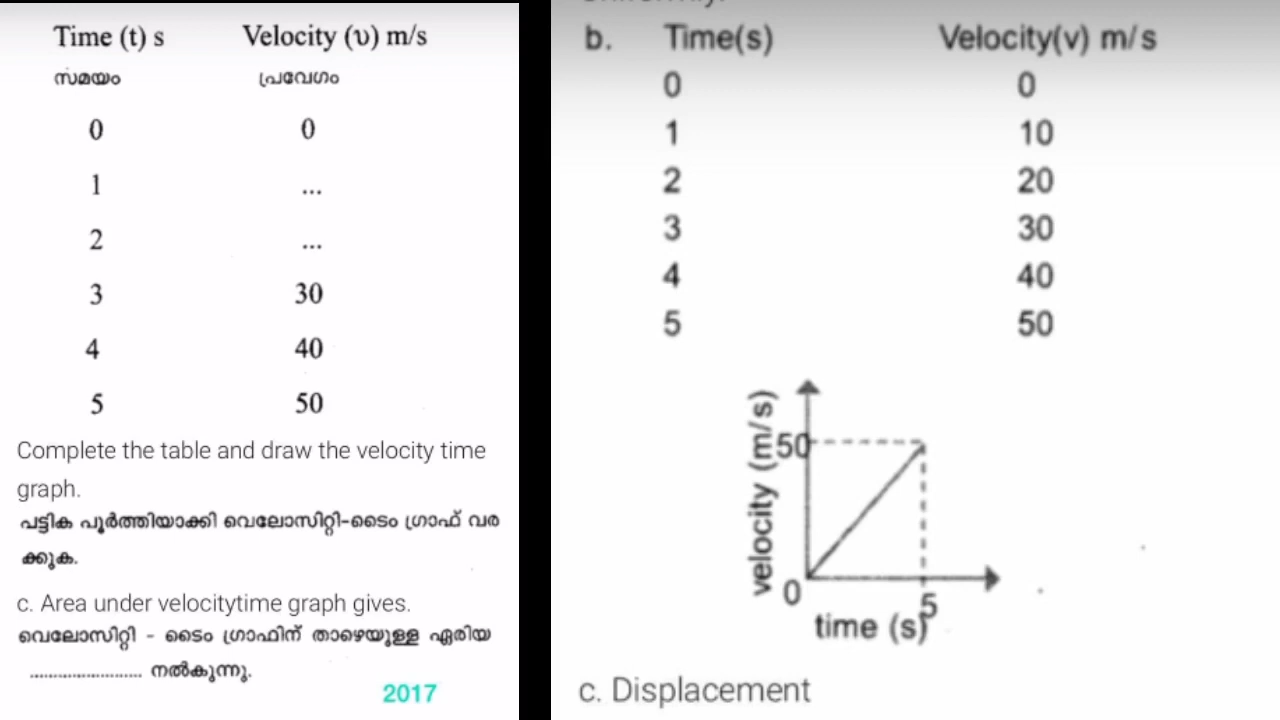 Time (t) s Velocity (υ) m/s
സമയം പ്രവേഗം
0 0
1 ...
2 ...
3 30
4 40
5 50
Complete the table and draw the velocity time
graph.
പട്ടിക പൂർത്തിയാക്കി വെലോസിറ്റി-ടൈം ഗ്രാഫ് വര
ക്കുക.
c. Area under velocitytime graph gives.
വെലോസിറ്റി - ടൈം ഗ്രാഫിന് താഴെയുള്ള ഏരിയ
........................ നൽകുന്നു.
2017
b. Time(s) Velocity(v) m/s
0 0
1 10
2 20
3 30
4 40
5 50
velocity (m/s)
50
0
5
time (s)
c. Displacement